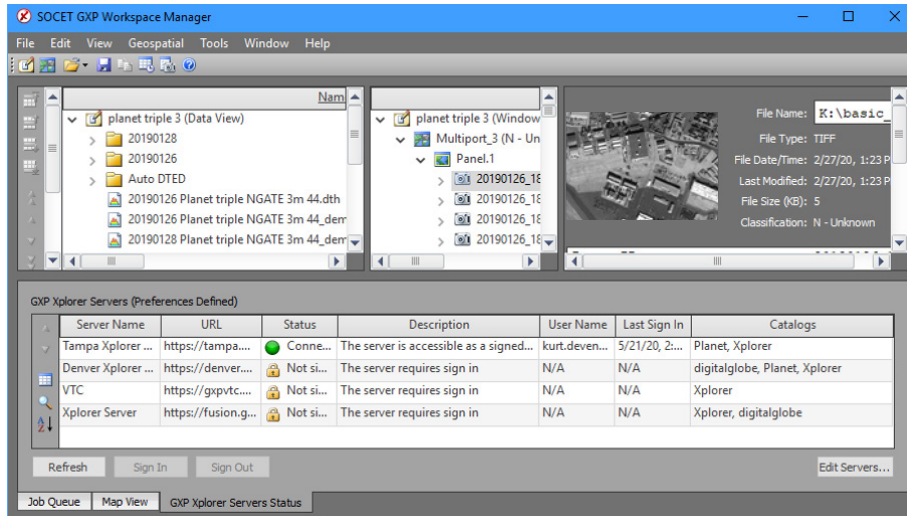 SOCET GXP Workspace Manager
File Edit View Geospatial Tools Window Help
Nam
planet triple 3 (Data View)
20190128
20190126
Auto DTED
20190126 Planet triple NGATE 3m 44.dth
20190126 Planet triple NGATE 3m 44_dem
20190128 Planet triple NGATE 3m 44_dem
planet triple 3 (Window
Multiport_3 (N - Un
Panel.1
20190126_18
20190126_18
20190126_18
20190126_18
File Name: K:\basic_
File Type: TIFF
File Date/Time: 2/27/20, 1:23 P
Last Modified: 2/27/20, 1:23 P
File Size (KB): 5
Classification: N - Unknown
GXP Xplorer Servers (Preferences Defined)
Server Name URL Status Description User Name Last Sign In Catalogs
Tampa Xplorer ... https://tampa.... Conne... The server is accessible as a signed... kurt.deven... 5/21/20, 2:... Planet, Xplorer
Denver Xplorer ... https://denver.... Not si... The server requires sign in N/A N/A digitalglobe, Planet, Xplorer
VTC https://gxpvtc.... Not si... The server requires sign in N/A N/A Xplorer
Xplorer Server https://fusion.g... Not si... The server requires sign in N/A N/A Xplorer, digitalglobe
Refresh Sign In Sign Out Edit Servers...
Job Queue Map View GXP Xplorer Servers Status